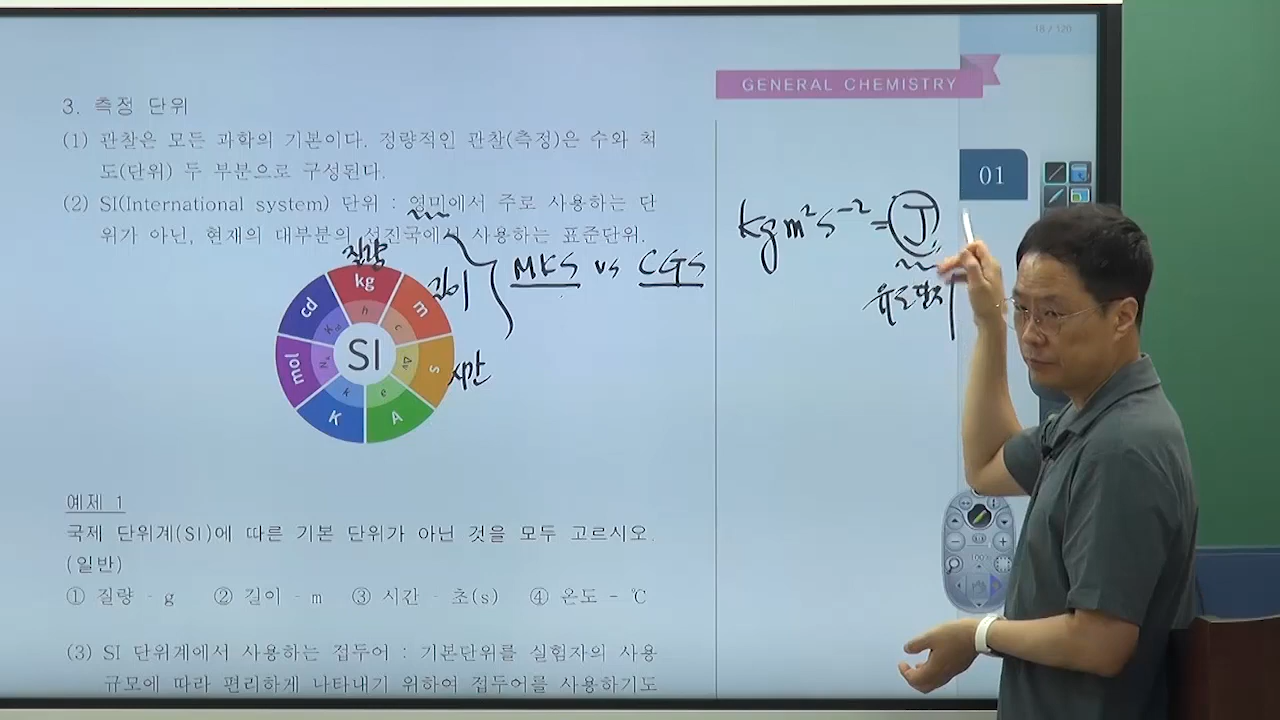 18 / 320
GENERAL CHEMISTRY
01
3. 측정 단위
(1) 관찰은 모든 과학의 기본이다. 정량적인 관찰(측정)은 수와 척
도(단위) 두 부분으로 구성된다.
(2) SI(International system) 단위 : 영미에서 주로 사용하는 단
위가 아닌, 현재의 대부분의 선진국에서 사용하는 표준단위.
kg m² s⁻² = J
유도단위
질량
길이
시간
MKS vs CGS
kg
m
s
A
K
mol
cd
h
c
Δν
e
k
SI
예제 1
국제 단위계(SI)에 따른 기본 단위가 아닌 것을 모두 고르시오.
(일반)
① 질량 - g ② 길이 - m ③ 시간 - 초(s) ④ 온도 - ℃
(3) SI 단위계에서 사용하는 접두어 : 기본단위를 실험자의 사용
규모에 따라 편리하게 나타내기 위하여 접두어를 사용하기도
100%